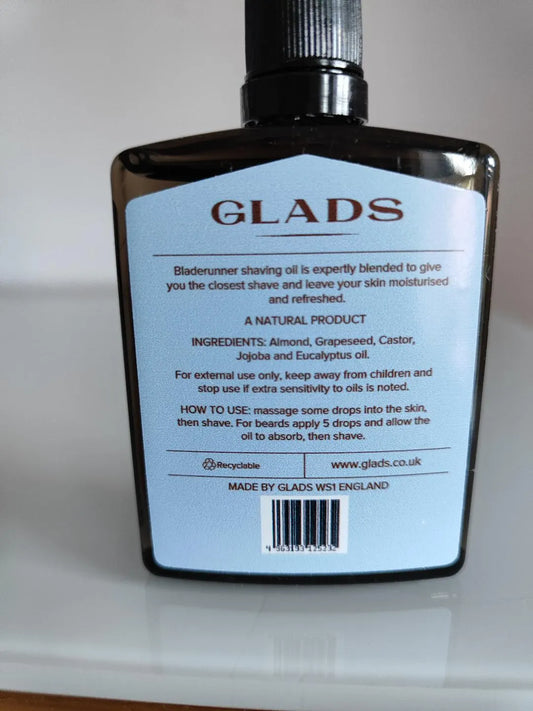 GLADS
Bladerunner shaving oil is expertly blended to give
you the closest shave and leave your skin moisturised
and refreshed.
A NATURAL PRODUCT
INGREDIENTS: Almond, Grapeseed, Castor,
Jojoba and Eucalyptus oil.
For external use only, keep away from children and
stop use if extra sensitivity to oils is noted.
HOW TO USE: massage some drops into the skin,
then shave. For beards apply 5 drops and allow the
oil to absorb, then shave.
Recyclable
www.glads.co.uk
MADE BY GLADS WS1 ENGLAND